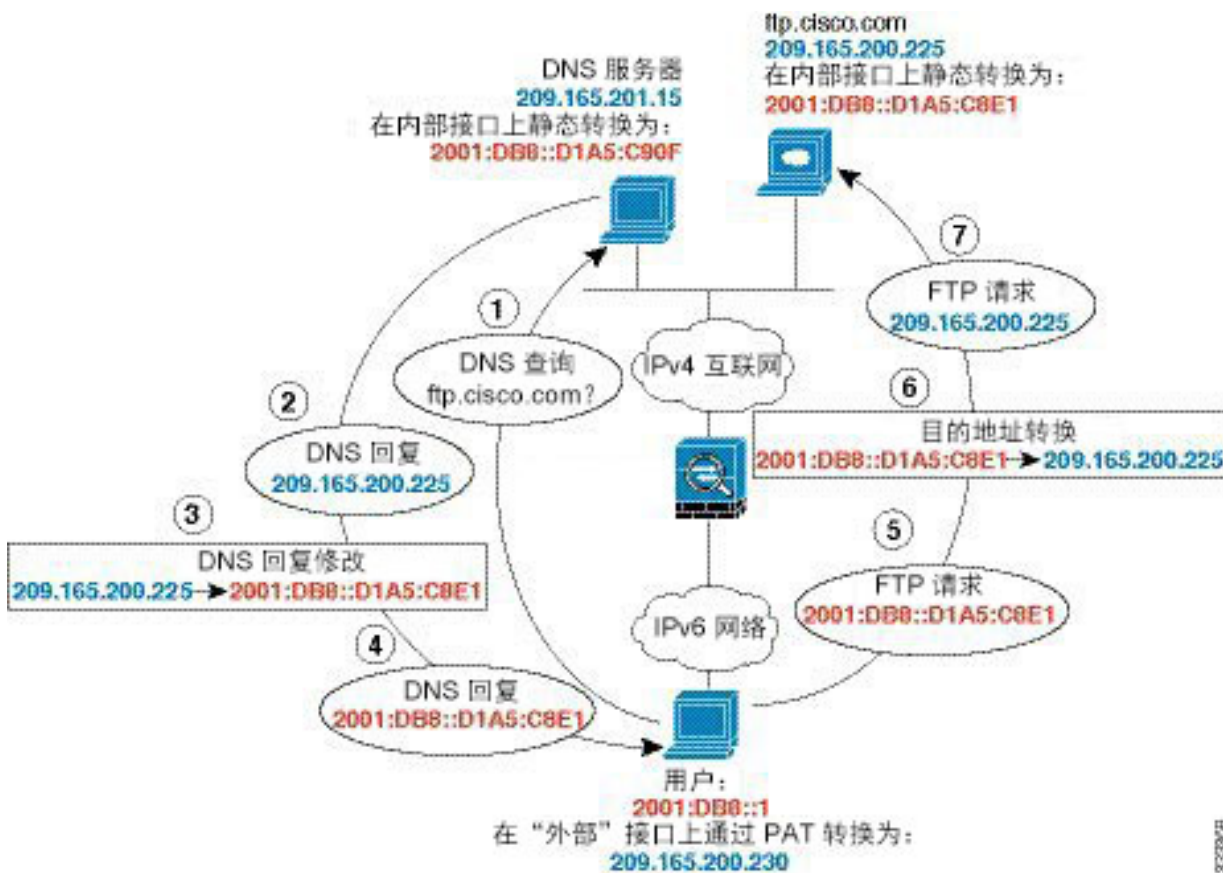 ftp.cisco.com
209.165.200.225
在内部接口上静态转换为：
2001:DB8::D1A5:C8E1
DNS 服务器
209.165.201.15
在内部接口上静态转换为：
2001:DB8::D1A5:C90F
7
FTP 请求
209.165.200.225
1
DNS 查询
ftp.cisco.com?
IPv4 互联网
2
DNS 回复
209.165.200.225
6
目的地址转换
2001:DB8::D1A5:C8E1 → 209.165.200.225
3
DNS 回复修改
209.165.200.225 → 2001:DB8::D1A5:C8E1
5
FTP 请求
2001:DB8::D1A5:C8E1
IPv6 网络
4
DNS 回复
2001:DB8::D1A5:C8E1
用户：
2001:DB8::1
在“外部”接口上通过 PAT 转换为：
209.165.200.230